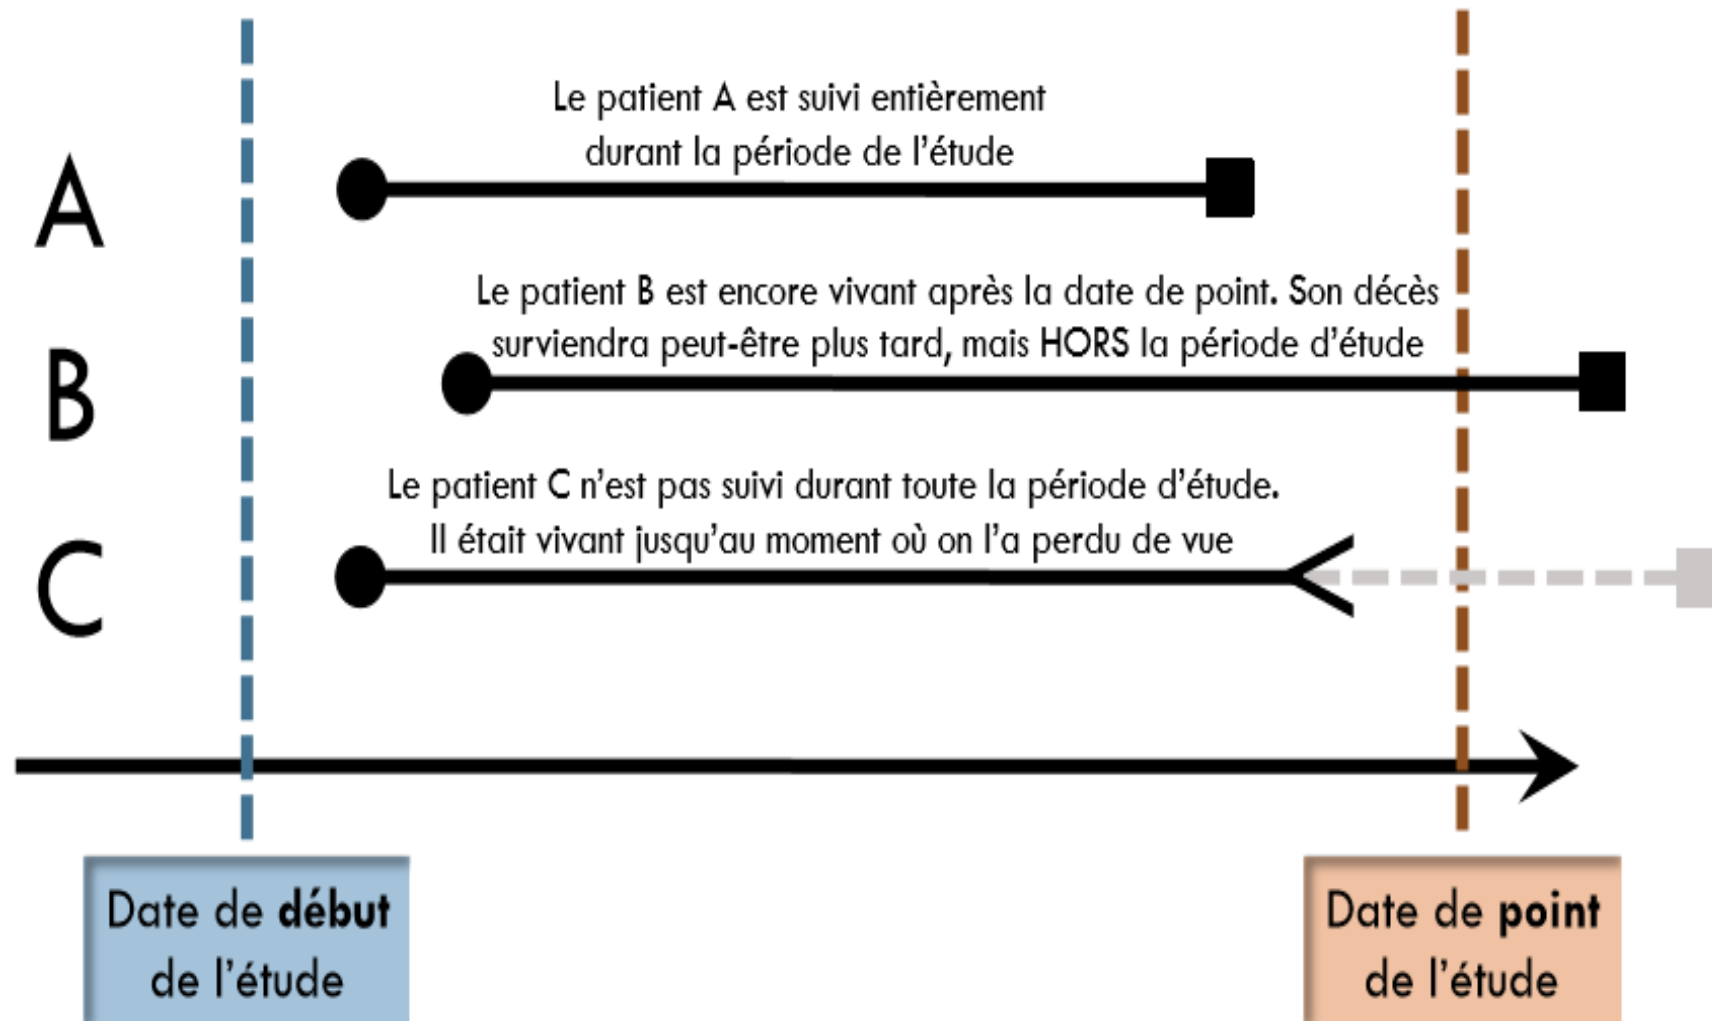 Le patient A est suivi entièrement
durant la période de l'étude
A
Le patient B est encore vivant après la date de point. Son décès
surviendra peut-être plus tard, mais HORS la période d'étude
B
Le patient C n'est pas suivi durant toute la période d'étude.
Il était vivant jusqu'au moment où on l'a perdu de vue
C
Date de début
de l'étude
Date de point
de l'étude